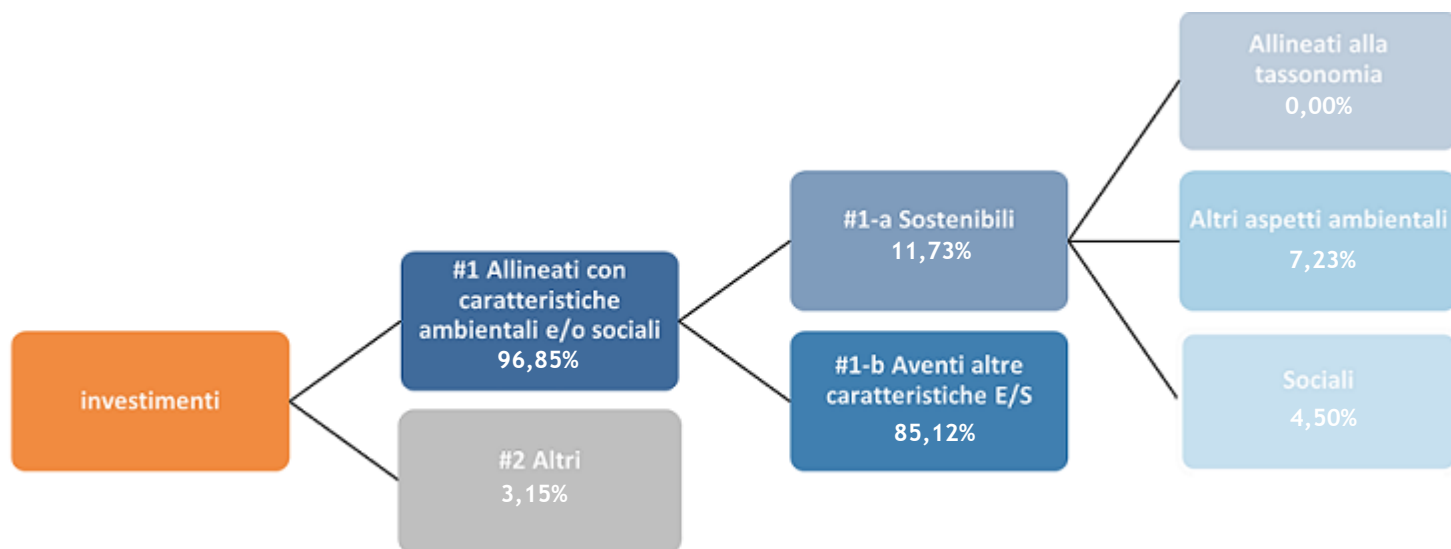 investimenti
#1 Allineati con
caratteristiche
ambientali e/o sociali
96,85%
#2 Altri
3,15%
#1-a Sostenibili
11,73%
#1-b Aventi altre
caratteristiche E/S
85,12%
Allineati alla
tassonomia
0,00%
Altri aspetti ambientali
7,23%
Sociali
4,50%